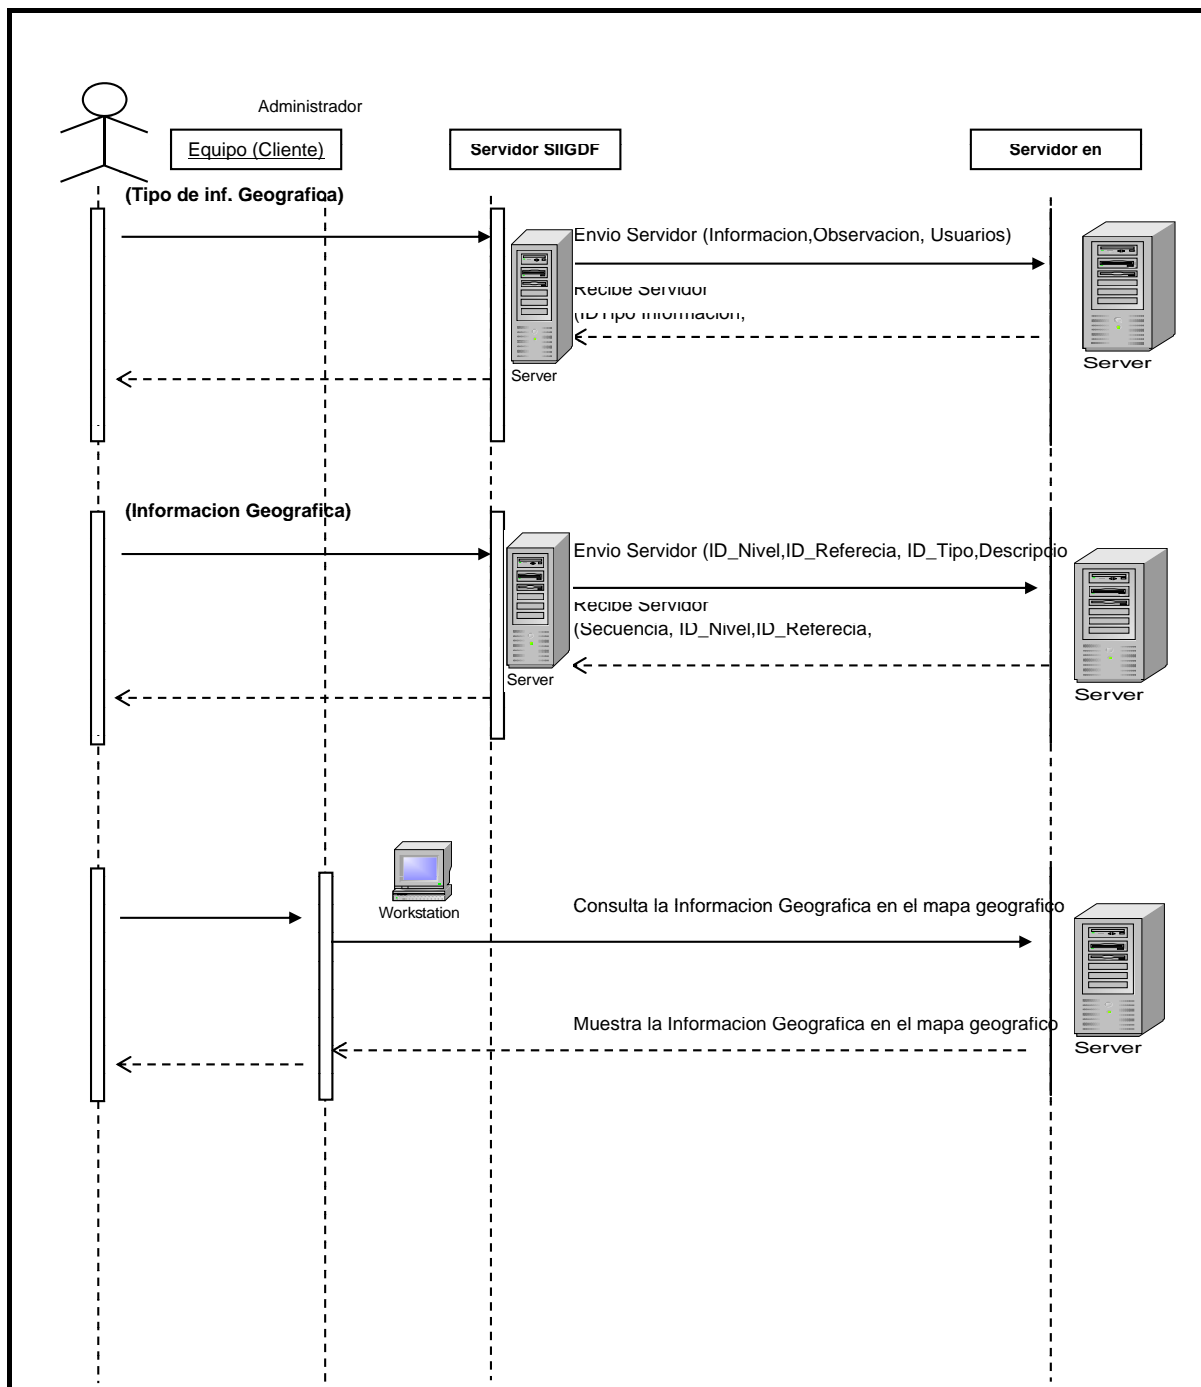 Administrador
Equipo (Cliente)
Servidor SIIGDF
Servidor en
(Tipo de inf. Geografica)
Envio Servidor (Informacion,Observacion, Usuarios)
Recibe Servidor
(IDTipo Informacion,
Server
Server
(Informacion Geografica)
Envio Servidor (ID_Nivel,ID_Referecia, ID_Tipo,Descripcio
Recibe Servidor
(Secuencia, ID_Nivel,ID_Referecia,
Server
Server
Workstation
Consulta la Informacion Geografica en el mapa geografico
Muestra la Informacion Geografica en el mapa geografico
Server